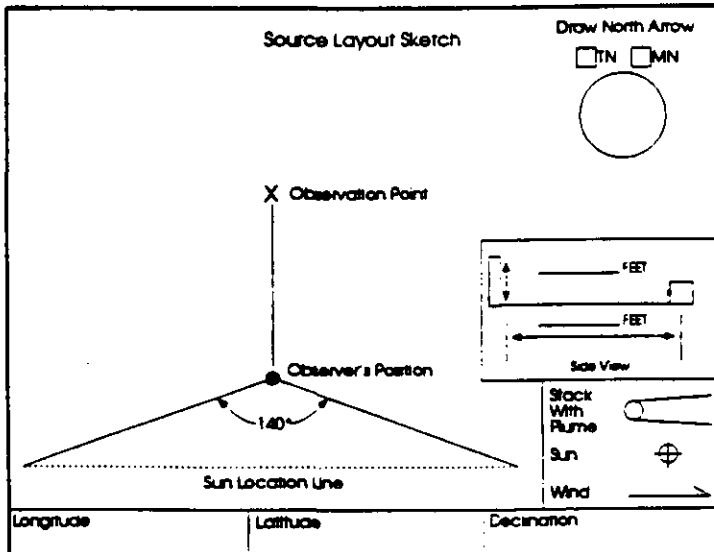 Source Layout Sketch
Draw North Arrow
TN MN
X Observation Point
FEET
FEET
Side View
Observer's Position
140°
Sun Location Line
Stack
With
Plume
Sun
Wind
Longitude
Latitude
Declination